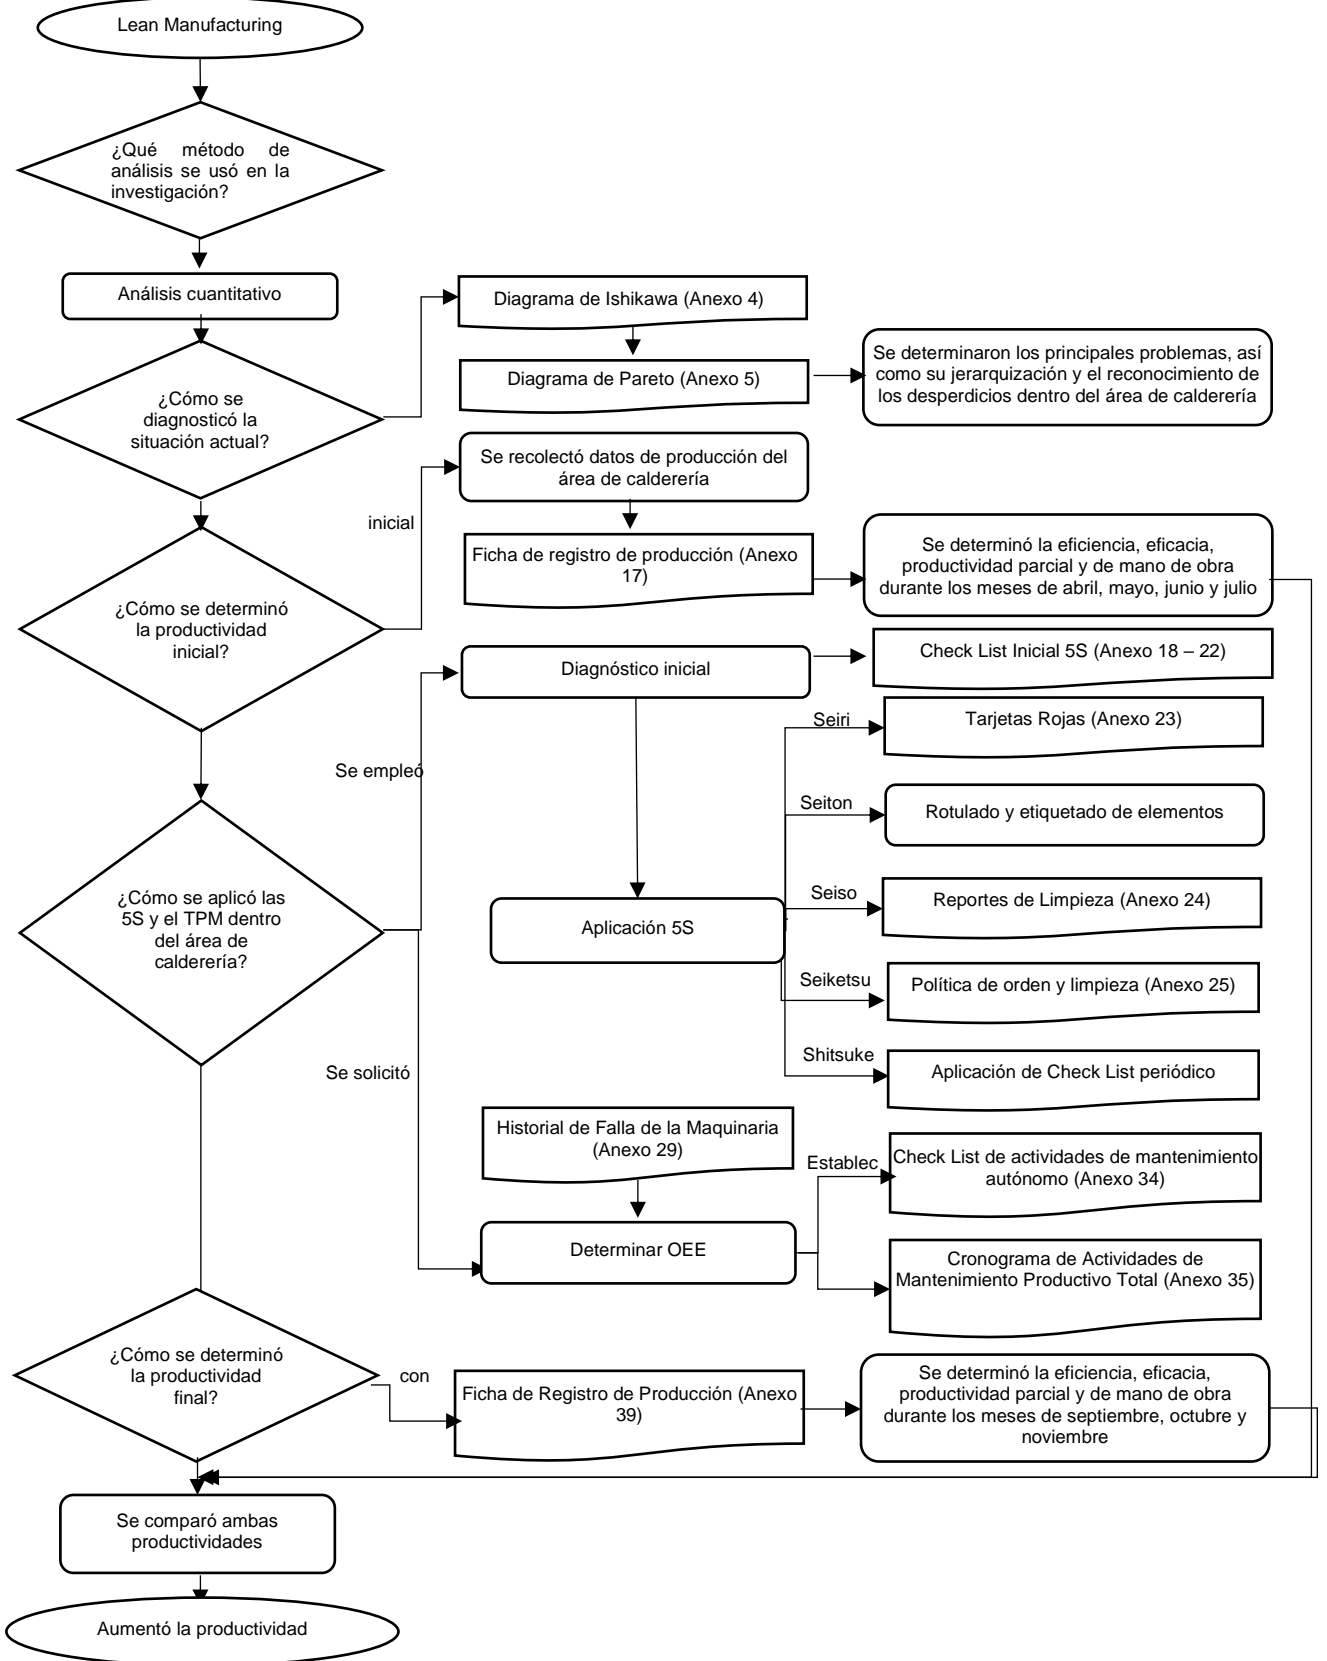 Lean Manufacturing
¿Qué método de
análisis se usó en la
investigación?
Análisis cuantitativo
Diagrama de Ishikawa (Anexo 4)
Diagrama de Pareto (Anexo 5)
Se determinaron los principales problemas, así
como su jerarquización y el reconocimiento de
los desperdicios dentro del área de calderería
¿Cómo se
diagnosticó la
situación actual?
Se recolectó datos de producción del
área de calderería
inicial
Ficha de registro de producción (Anexo
17)
Se determinó la eficiencia, eficacia,
productividad parcial y de mano de obra
durante los meses de abril, mayo, junio y julio
¿Cómo se determinó
la productividad
inicial?
Diagnóstico inicial
Check List Inicial 5S (Anexo 18 – 22)
Seiri
Tarjetas Rojas (Anexo 23)
Se empleó
Seiton
Rotulado y etiquetado de elementos
¿Cómo se aplicó las
5S y el TPM dentro
del área de
calderería?
Aplicación 5S
Seiso
Reportes de Limpieza (Anexo 24)
Seiketsu
Política de orden y limpieza (Anexo 25)
Shitsuke
Aplicación de Check List periódico
Se solicitó
Historial de Falla de la Maquinaria
(Anexo 29)
Establec
Check List de actividades de mantenimiento
autónomo (Anexo 34)
Determinar OEE
Cronograma de Actividades de
Mantenimiento Productivo Total (Anexo 35)
¿Cómo se determinó
la productividad
final?
con
Ficha de Registro de Producción (Anexo
39)
Se determinó la eficiencia, eficacia,
productividad parcial y de mano de obra
durante los meses de septiembre, octubre y
noviembre
Se comparó ambas
productividades
Aumentó la productividad